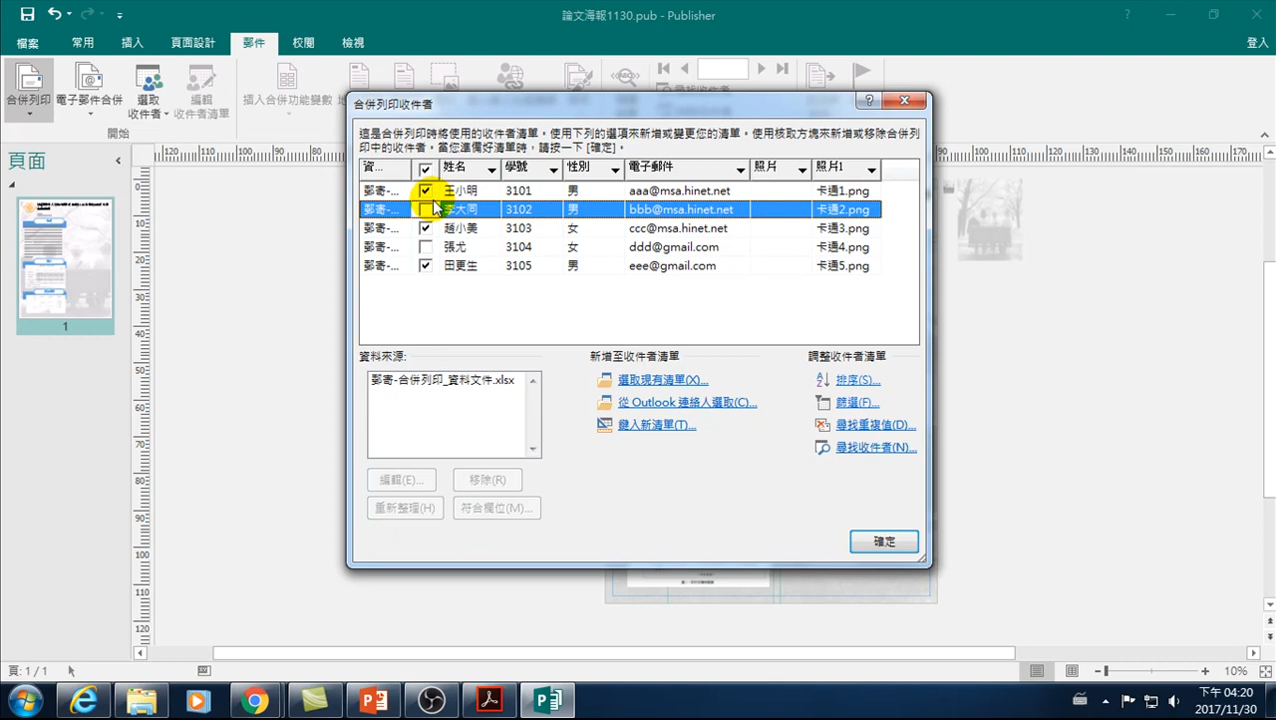 論文海報1130.pub - Publisher
檔案 常用 插入 頁面設計 郵件 校閱 檢視 登入
合併列印 電子郵件合併 選取收件者 編輯收件者清單 插入合併功能變數
開始
頁面
合併列印收件者
這是合併列印時將使用的收件者清單。使用下列的選項來新增或變更您的清單。使用核取方塊來新增或移除合併列
印中的收件者。當您準備好清單時，請按一下 [確定]。
資... 姓名 學號 性別 電子郵件 照片 照片1
郵寄-... 王小明 3101 男 aaa@msa.hinet.net 卡通1.png
郵寄-... 李大同 3102 男 bbb@msa.hinet.net 卡通2.png
郵寄-... 趙小美 3103 女 ccc@msa.hinet.net 卡通3.png
郵寄-... 張尤 3104 女 ddd@gmail.com 卡通4.png
郵寄-... 田更生 3105 男 eee@gmail.com 卡通5.png
資料來源: 新增至收件者清單 調整收件者清單
郵寄-合併列印_資料文件.xlsx 選取現有清單(X)... 排序(S)...
從 Outlook 連絡人選取(C)... 篩選(F)...
鍵入新清單(T)... 尋找重複值(D)...
尋找收件者(N)...
編輯(E)... 移除(R)
重新整理(H) 符合欄位(M)...
確定
1
頁: 1 / 1 10%
下午 04:20
2017/11/30